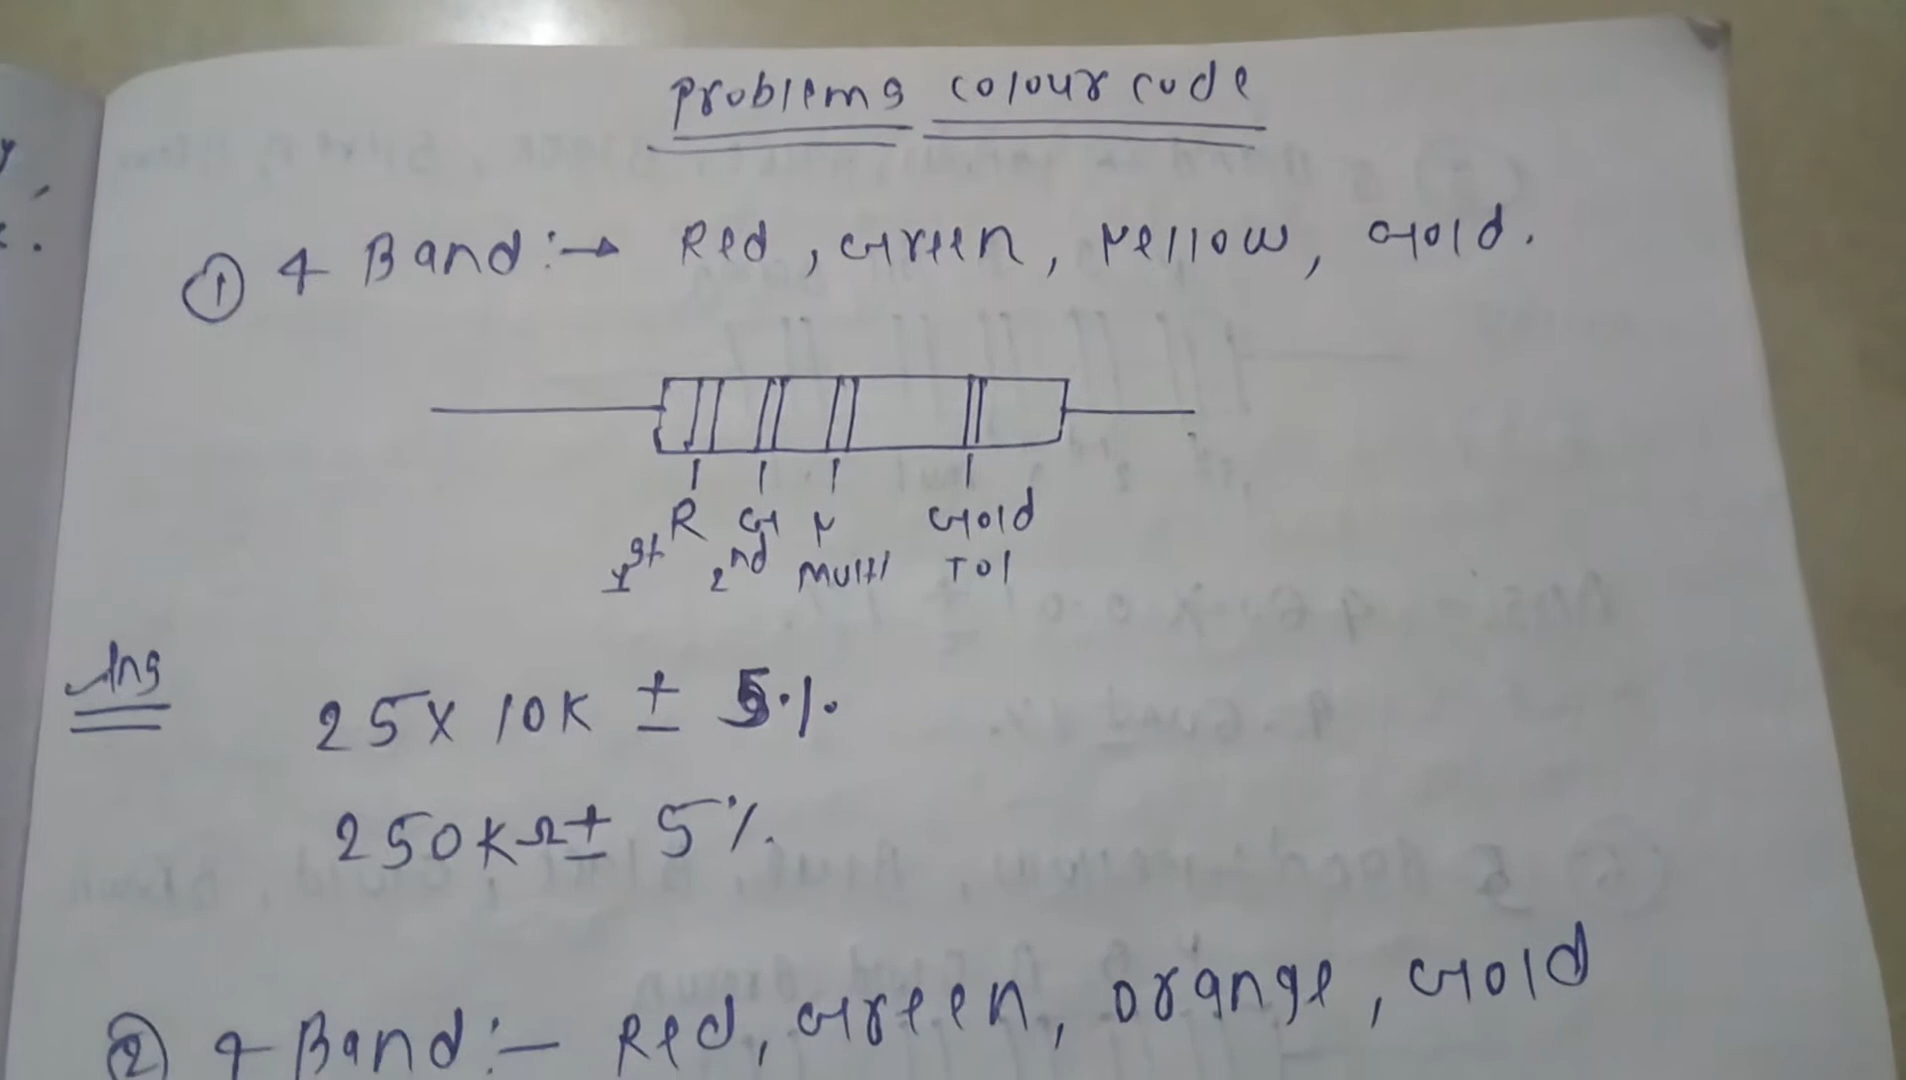 Problems colour code
① 4 Band :→ Red, Green, Yellow, Gold.
R G Y Gold
1st 2nd Multi Tol
Ans
25 x 10K ± 5%
250KΩ ± 5%.
② 4 Band :- Red, Green, Orange, Gold